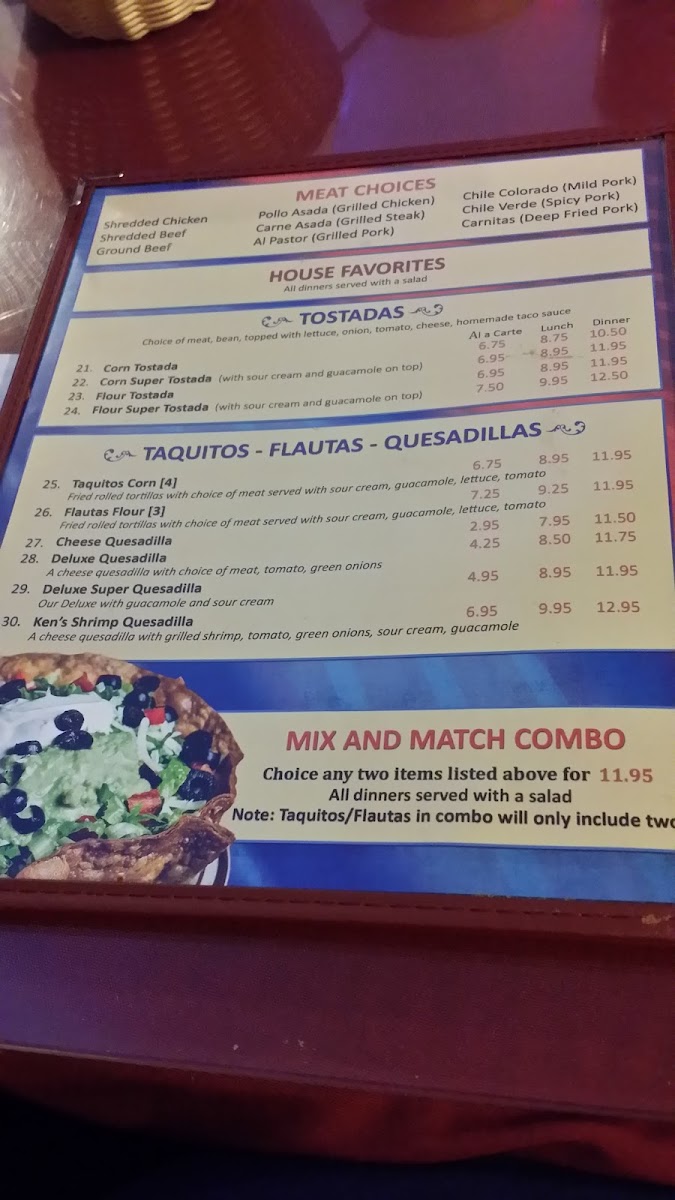 MEAT CHOICES
Shredded Chicken Pollo Asada (Grilled Chicken) Chile Colorado (Mild Pork)
Shredded Beef Carne Asada (Grilled Steak) Chile Verde (Spicy Pork)
Ground Beef Al Pastor (Grilled Pork) Carnitas (Deep Fried Pork)
HOUSE FAVORITES
All dinners served with a salad
TOSTADAS
Choice of meat, bean, topped with lettuce, onion, tomato, cheese, homemade taco sauce
Al a Carte Lunch Dinner
21. Corn Tostada 6.75 8.75 10.50
22. Corn Super Tostada (with sour cream and guacamole on top) 6.95 8.95 11.95
23. Flour Tostada 6.95 8.95 11.95
24. Flour Super Tostada (with sour cream and guacamole on top) 7.50 9.95 12.50
TAQUITOS - FLAUTAS - QUESADILLAS
25. Taquitos Corn [4] 6.75 8.95 11.95
Fried rolled tortillas with choice of meat served with sour cream, guacamole, lettuce, tomato
26. Flautas Flour [3] 7.25 9.25 11.95
Fried rolled tortillas with choice of meat served with sour cream, guacamole, lettuce, tomato
27. Cheese Quesadilla 2.95 7.95 11.50
28. Deluxe Quesadilla 4.25 8.50 11.75
A cheese quesadilla with choice of meat, tomato, green onions
29. Deluxe Super Quesadilla 4.95 8.95 11.95
Our Deluxe with guacamole and sour cream
30. Ken's Shrimp Quesadilla 6.95 9.95 12.95
A cheese quesadilla with grilled shrimp, tomato, green onions, sour cream, guacamole
MIX AND MATCH COMBO
Choice any two items listed above for 11.95
All dinners served with a salad
Note: Taquitos/Flautas in combo will only include two